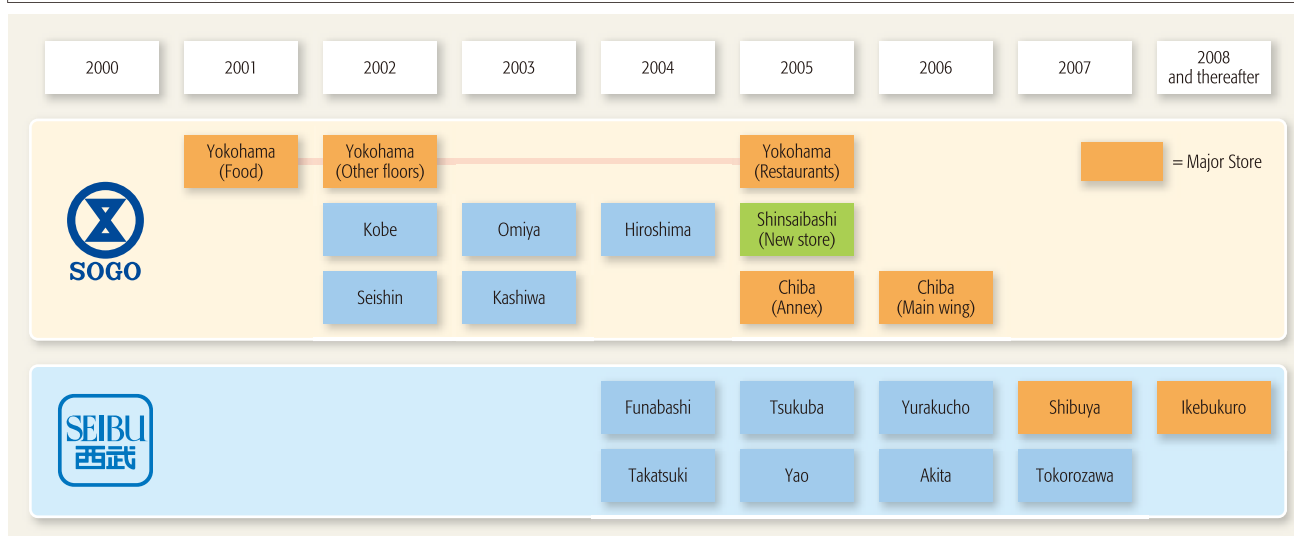 2000
2001
2002
2003
2004
2005
2006
2007
2008
and thereafter
Yokohama
(Food)
Yokohama
(Other floors)
Yokohama
(Restaurants)
= Major Store
SOGO
Kobe
Omiya
Hiroshima
Shinsaibashi
(New store)
Seishin
Kashiwa
Chiba
(Annex)
Chiba
(Main wing)
SEIBU
西武
Funabashi
Tsukuba
Yurakucho
Shibuya
Ikebukuro
Takatsuki
Yao
Akita
Tokorozawa